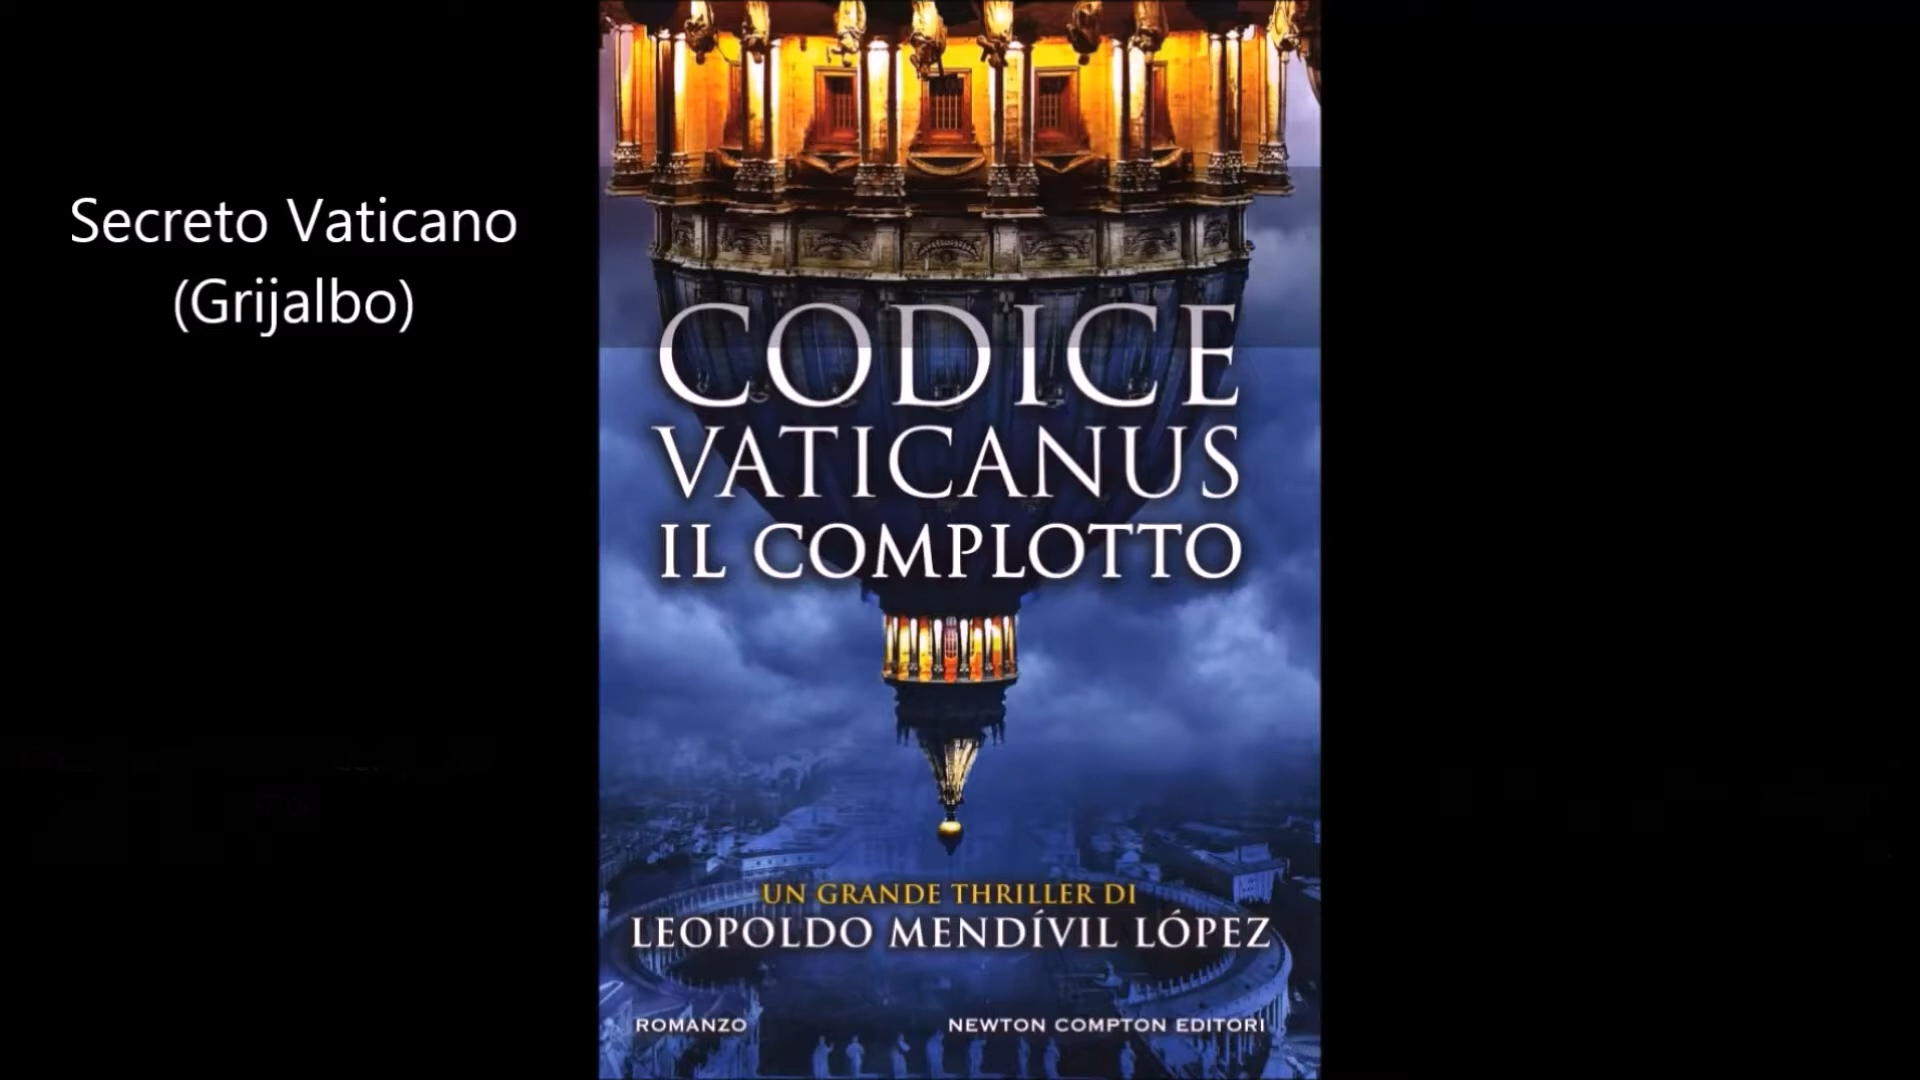 Secreto Vaticano
(Grijalbo)
CODICE
VATICANUS
IL COMPLOTTO
UN GRANDE THRILLER DI
LEOPOLDO MENDÍVIL LÓPEZ
ROMANZO
NEWTON COMPTON EDITORI